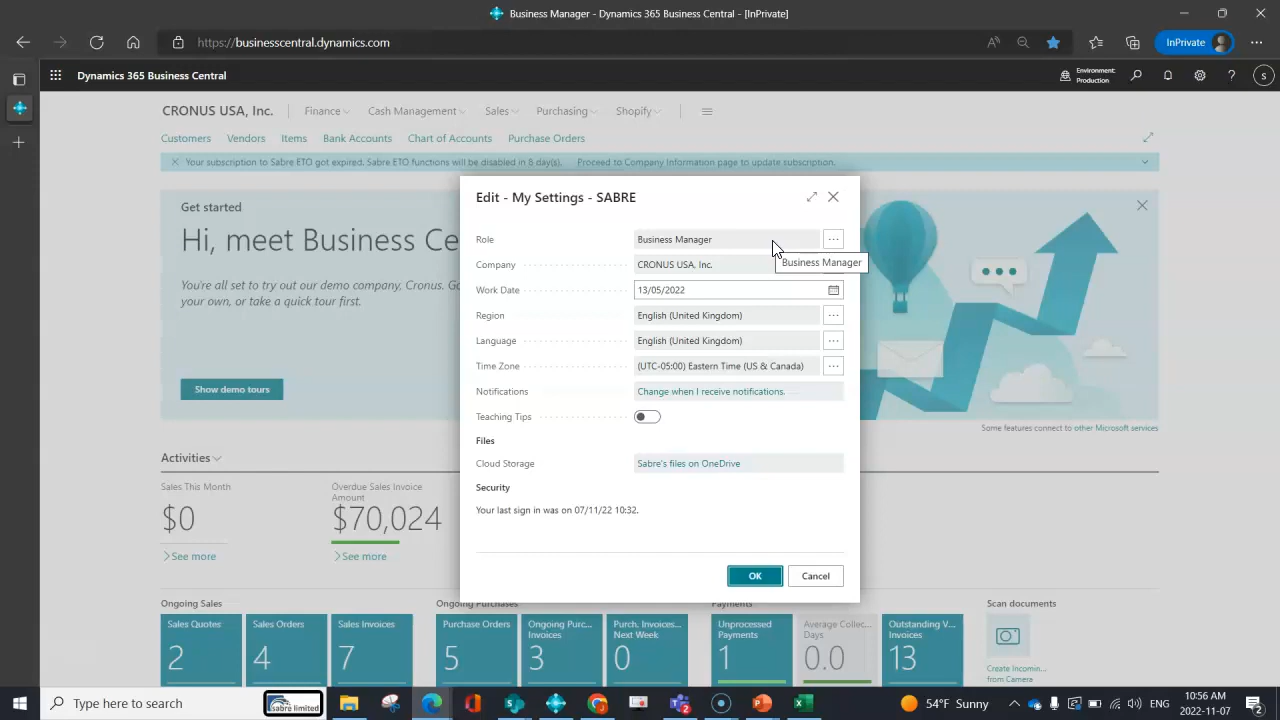 Business Manager - Dynamics 365 Business Central - [InPrivate]
https://businesscentral.dynamics.com
InPrivate
Dynamics 365 Business Central
Environment:
Production
S
CRONUS USA, Inc.
Finance
Cash Management
Sales
Purchasing
Shopify
Customers
Vendors
Items
Bank Accounts
Chart of Accounts
Purchase Orders
Your subscription to Sabre ETO got expired. Sabre ETO functions will be disabled in 8 day(s).
Proceed to Company Information page to update subscription.
Get started
Hi, meet Business Ce
You're all set to try out our demo company, Cronus. Go
your own, or take a quick tour first.
Show demo tours
Some features connect to other Microsoft services
Edit - My Settings - SABRE
Role
Business Manager
Business Manager
Company
CRONUS USA, Inc.
Work Date
13/05/2022
Region
English (United Kingdom)
Language
English (United Kingdom)
Time Zone
(UTC-05:00) Eastern Time (US & Canada)
Notifications
Change when I receive notifications.
Teaching Tips
Files
Cloud Storage
Sabre's files on OneDrive
Security
Your last sign in was on 07/11/22 10:32.
OK
Cancel
Activities
Sales This Month
$0
See more
Overdue Sales Invoice
Amount
$70,024
See more
Ongoing Sales
Ongoing Purchases
Payments
Scan documents
Sales Quotes
2
Sales Orders
4
Sales Invoices
7
Purchase Orders
5
Ongoing Purc...
Invoices
3
Purch. Invoices...
Next Week
0
Unprocessed
Payments
1
Average Collec...
Days
0.0
Outstanding V...
Invoices
13
Create Incomin...
from Camera
Type here to search
sabre limited
54°F Sunny
ENG
10:56 AM
2022-11-07
2